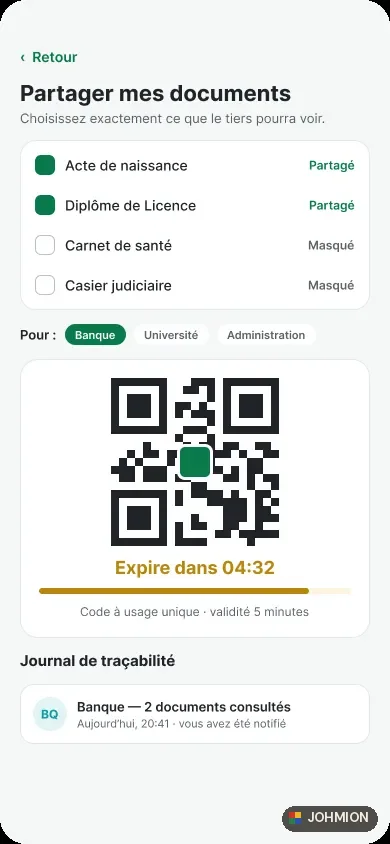 ‹ Retour
Partager mes documents
Choisissez exactement ce que le tiers pourra voir.
Acte de naissance Partagé
Diplôme de Licence Partagé
Carnet de santé Masqué
Casier judiciaire Masqué
Pour : Banque Université Administration
Expire dans 04:32
Code à usage unique · validité 5 minutes
Journal de traçabilité
BQ Banque — 2 documents consultés
Aujourd’hui, 20:41 · vous avez été notifié
JOHMION